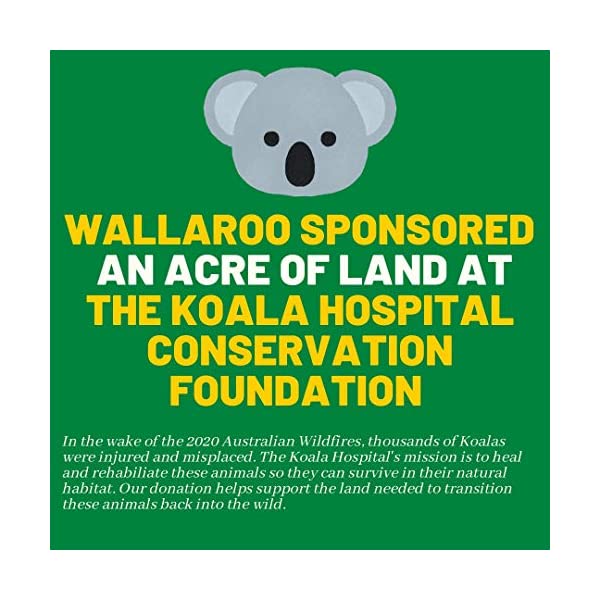 WALLAROO SPONSORED
AN ACRE OF LAND AT
THE KOALA HOSPITAL
CONSERVATION
FOUNDATION
In the wake of the 2020 Australian Wildfires, thousands of Koalas
were injured and misplaced. The Koala Hospital's mission is to heal
and rehabiliate these animals so they can survive in their natural
habitat. Our donation helps support the land needed to transition
these animals back into the wild.